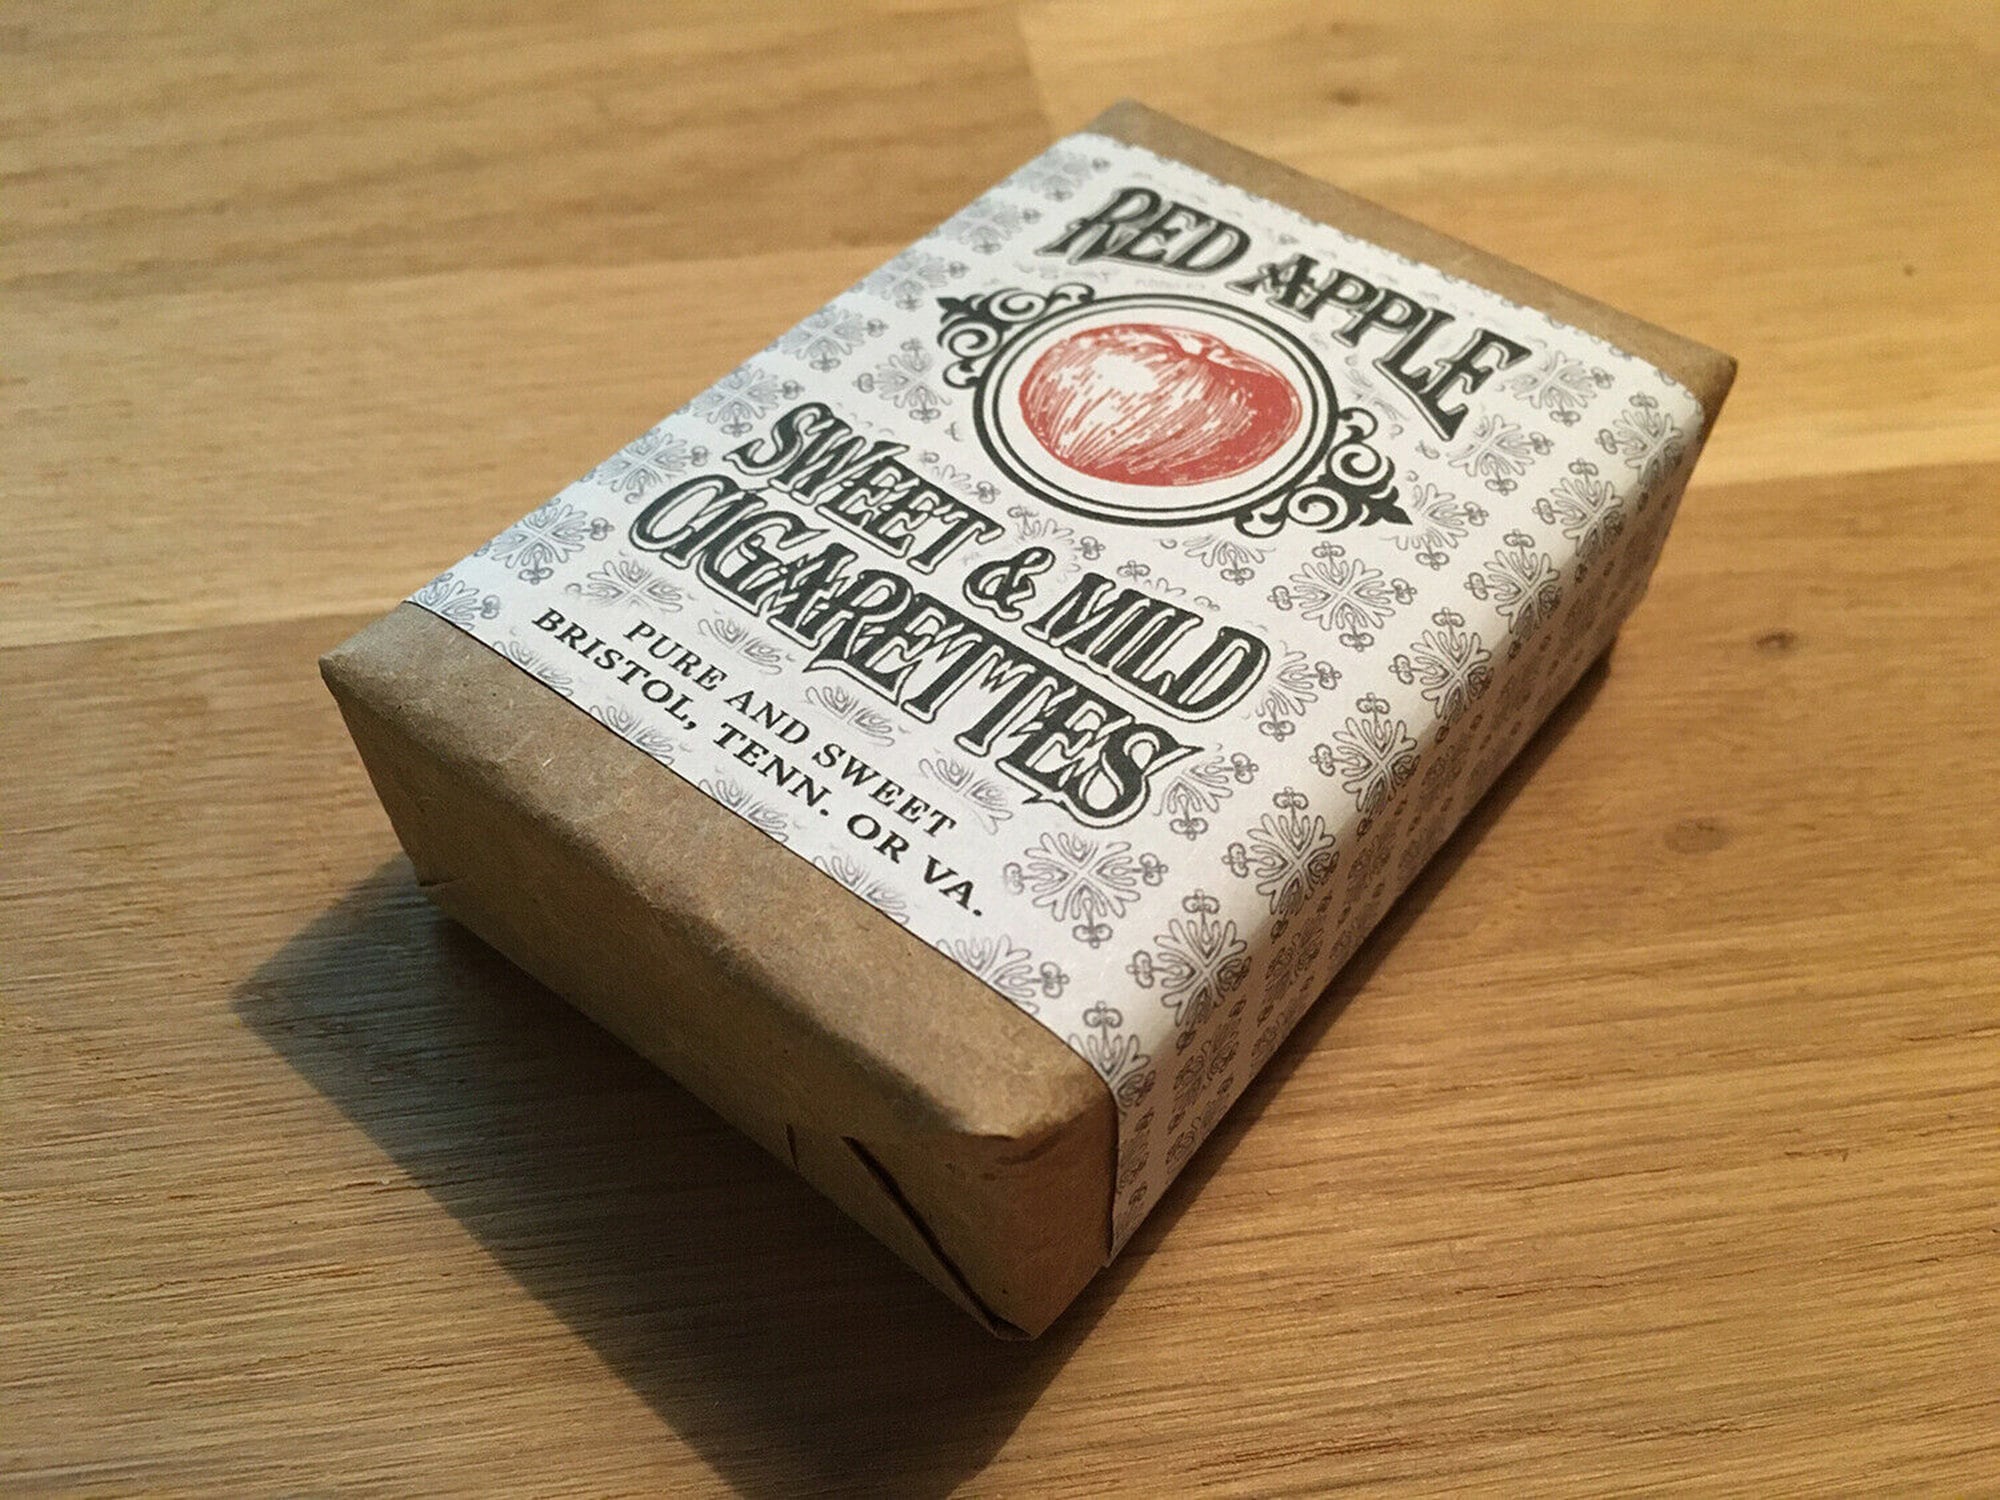 RED APPLE
SWEET & MILD
CIGARETTES
PURE AND SWEET
BRISTOL, TENN. OR VA.